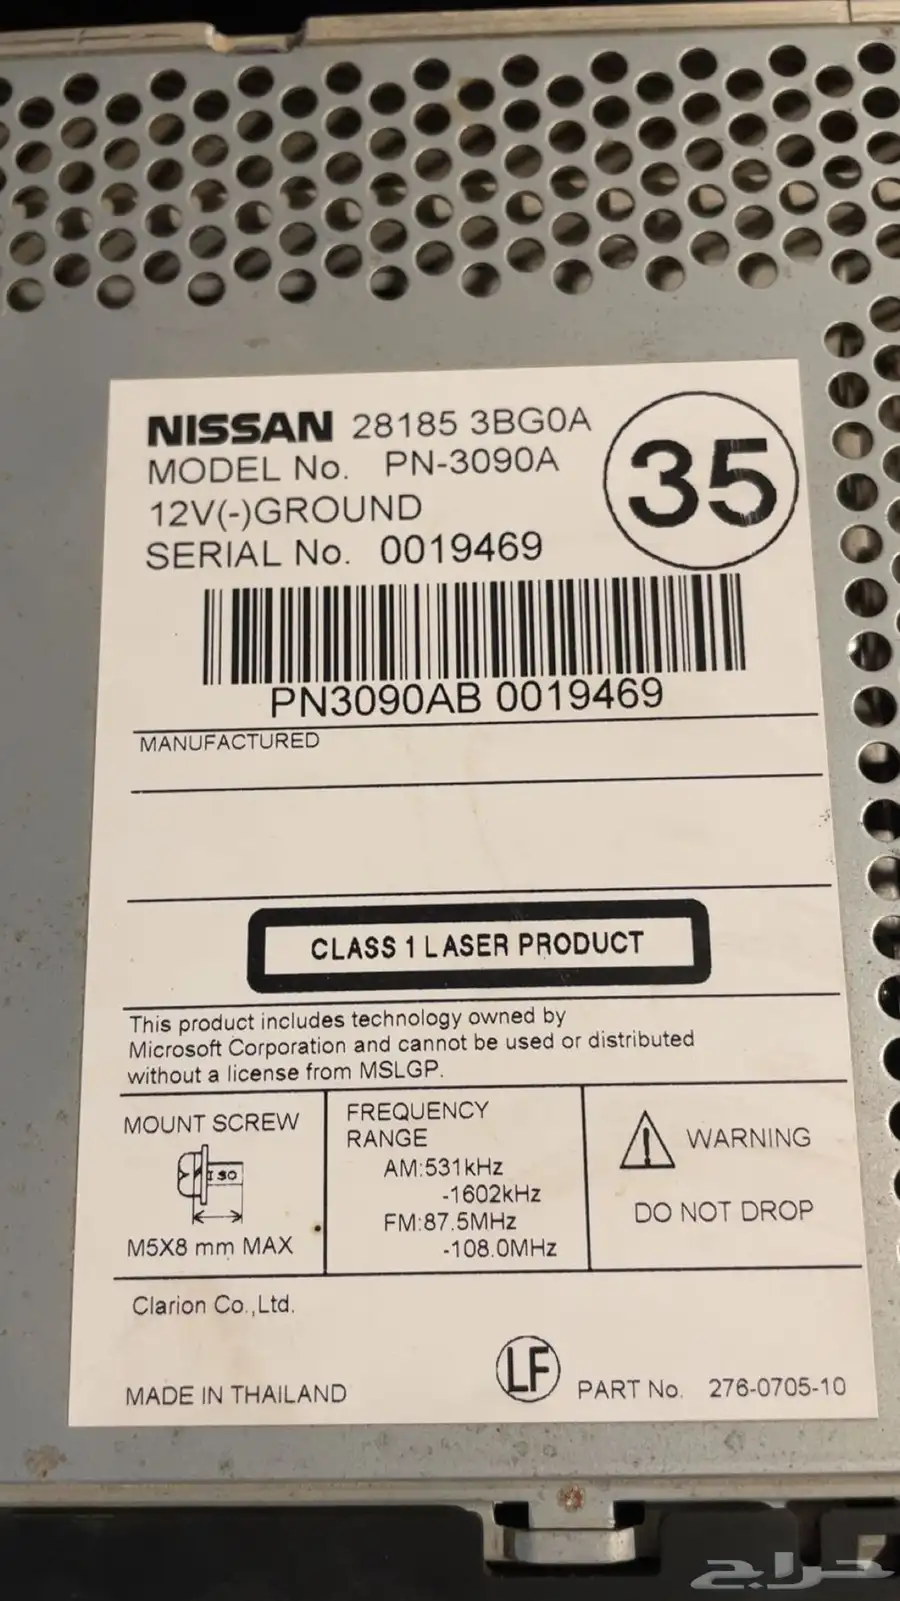 NISSAN 28185 3BG0A
35
MODEL No. PN-3090A
12V(-)GROUND
SERIAL No. 0019469
PN3090AB 0019469
MANUFACTURED
CLASS 1 LASER PRODUCT
This product includes technology owned by
Microsoft Corporation and cannot be used or distributed
without a license from MSLGP.
MOUNT SCREW
ISO
M5X8 mm MAX
FREQUENCY
RANGE
AM:531kHz
-1602kHz
FM:87.5MHz
-108.0MHz
WARNING
DO NOT DROP
Clarion Co.,Ltd.
MADE IN THAILAND
LF
PART No. 276-0705-10
حراج